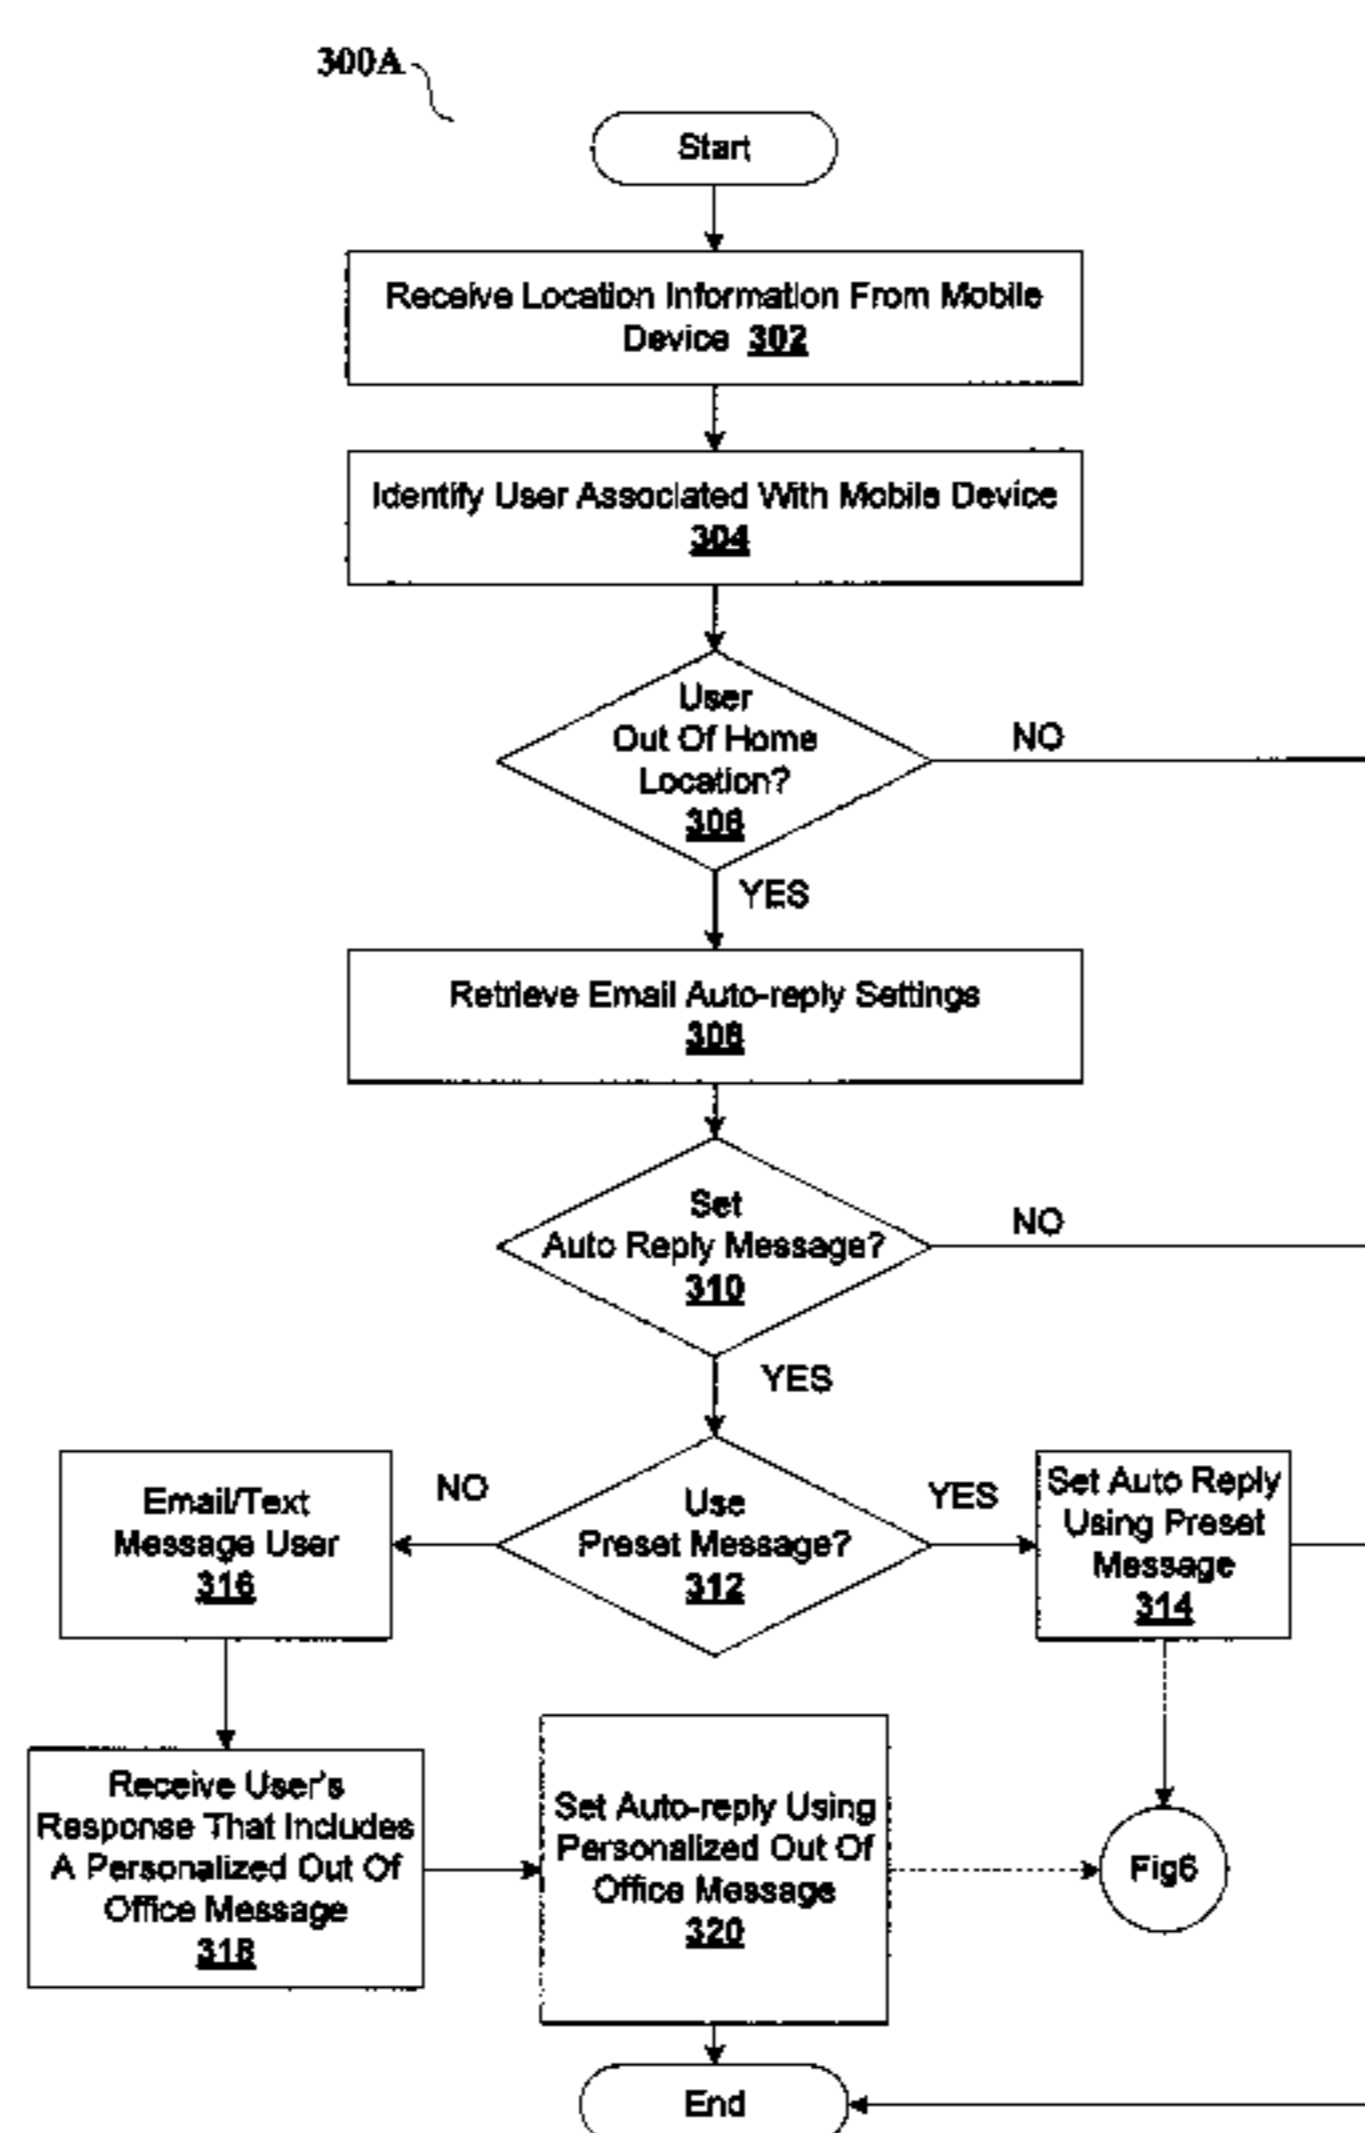 300A
Start
Receive Location Information From Mobile
Device 302
Identify User Associated With Mobile Device
304
User
Out Of Home
Location?
306
NO
YES
Retrieve Email Auto-reply Settings
308
Set
Auto Reply Message?
310
NO
YES
Email/Text
Message User
316
NO
Use
Preset Message?
312
YES
Set Auto Reply
Using Preset
Message
314
Receive User's
Response That Includes
A Personalized Out Of
Office Message
318
Set Auto-reply Using
Personalized Out Of
Office Message
320
Fig6
End